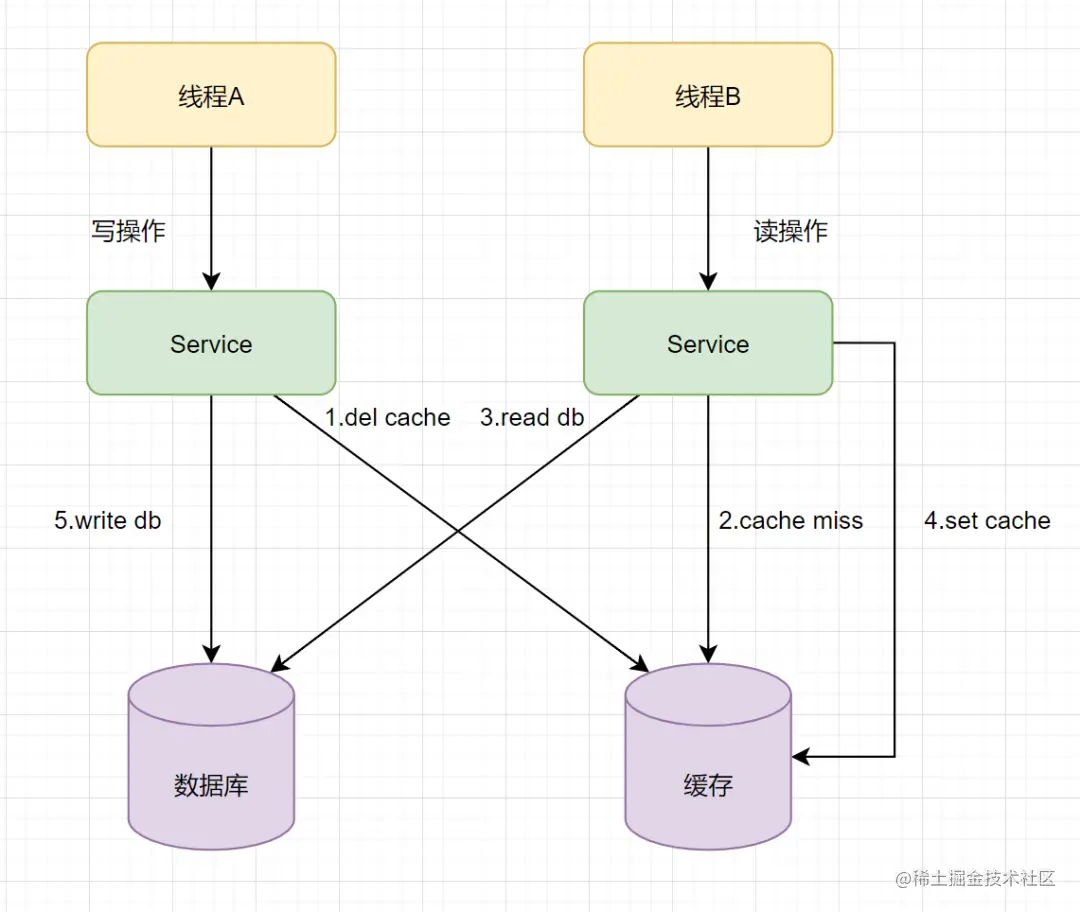 线程A
线程B
写操作
读操作
Service
Service
1.del cache
3.read db
5.write db
2.cache miss
4.set cache
数据库
缓存
@稀土掘金技术社区